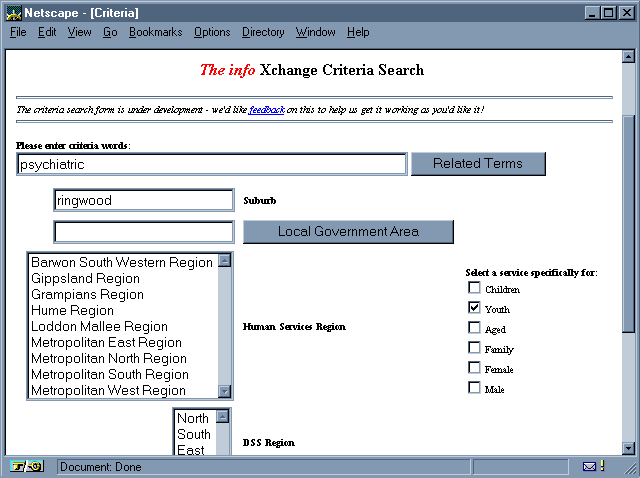 Netscape - [Criteria]
File Edit View Go Bookmarks Options Directory Window Help
The info Xchange Criteria Search
The criteria search form is under development - we'd like feedback on this to help us get it working as you'd like it!
Please enter criteria words:
psychiatric Related Terms
ringwood Suburb
Local Government Area
Barwon South Western Region
Gippsland Region
Grampians Region
Hume Region
Loddon Mallee Region
Metropolitan East Region
Metropolitan North Region
Metropolitan South Region
Metropolitan West Region
Human Services Region
Select a service specifically for:
Children
Youth
Aged
Family
Female
Male
North
South
East
DSS Region
Document: Done